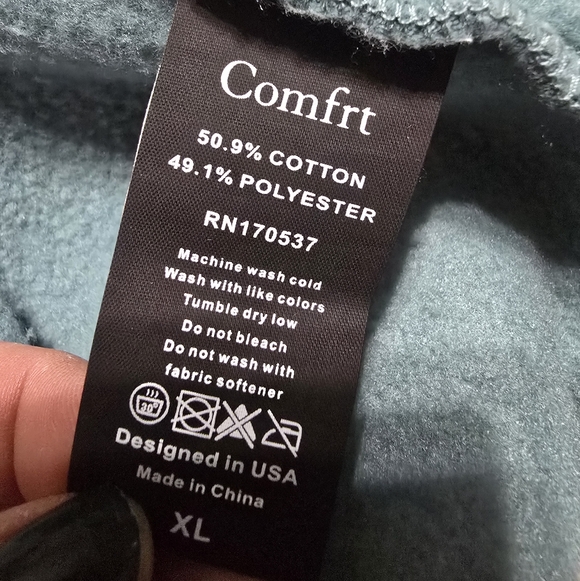 Comfrt
50.9% COTTON
49.1% POLYESTER
RN170537
Machine wash cold
Wash with like colors
Tumble dry low
Do not bleach
Do not wash with
fabric softener
30°
Designed in USA
Made in China
XL